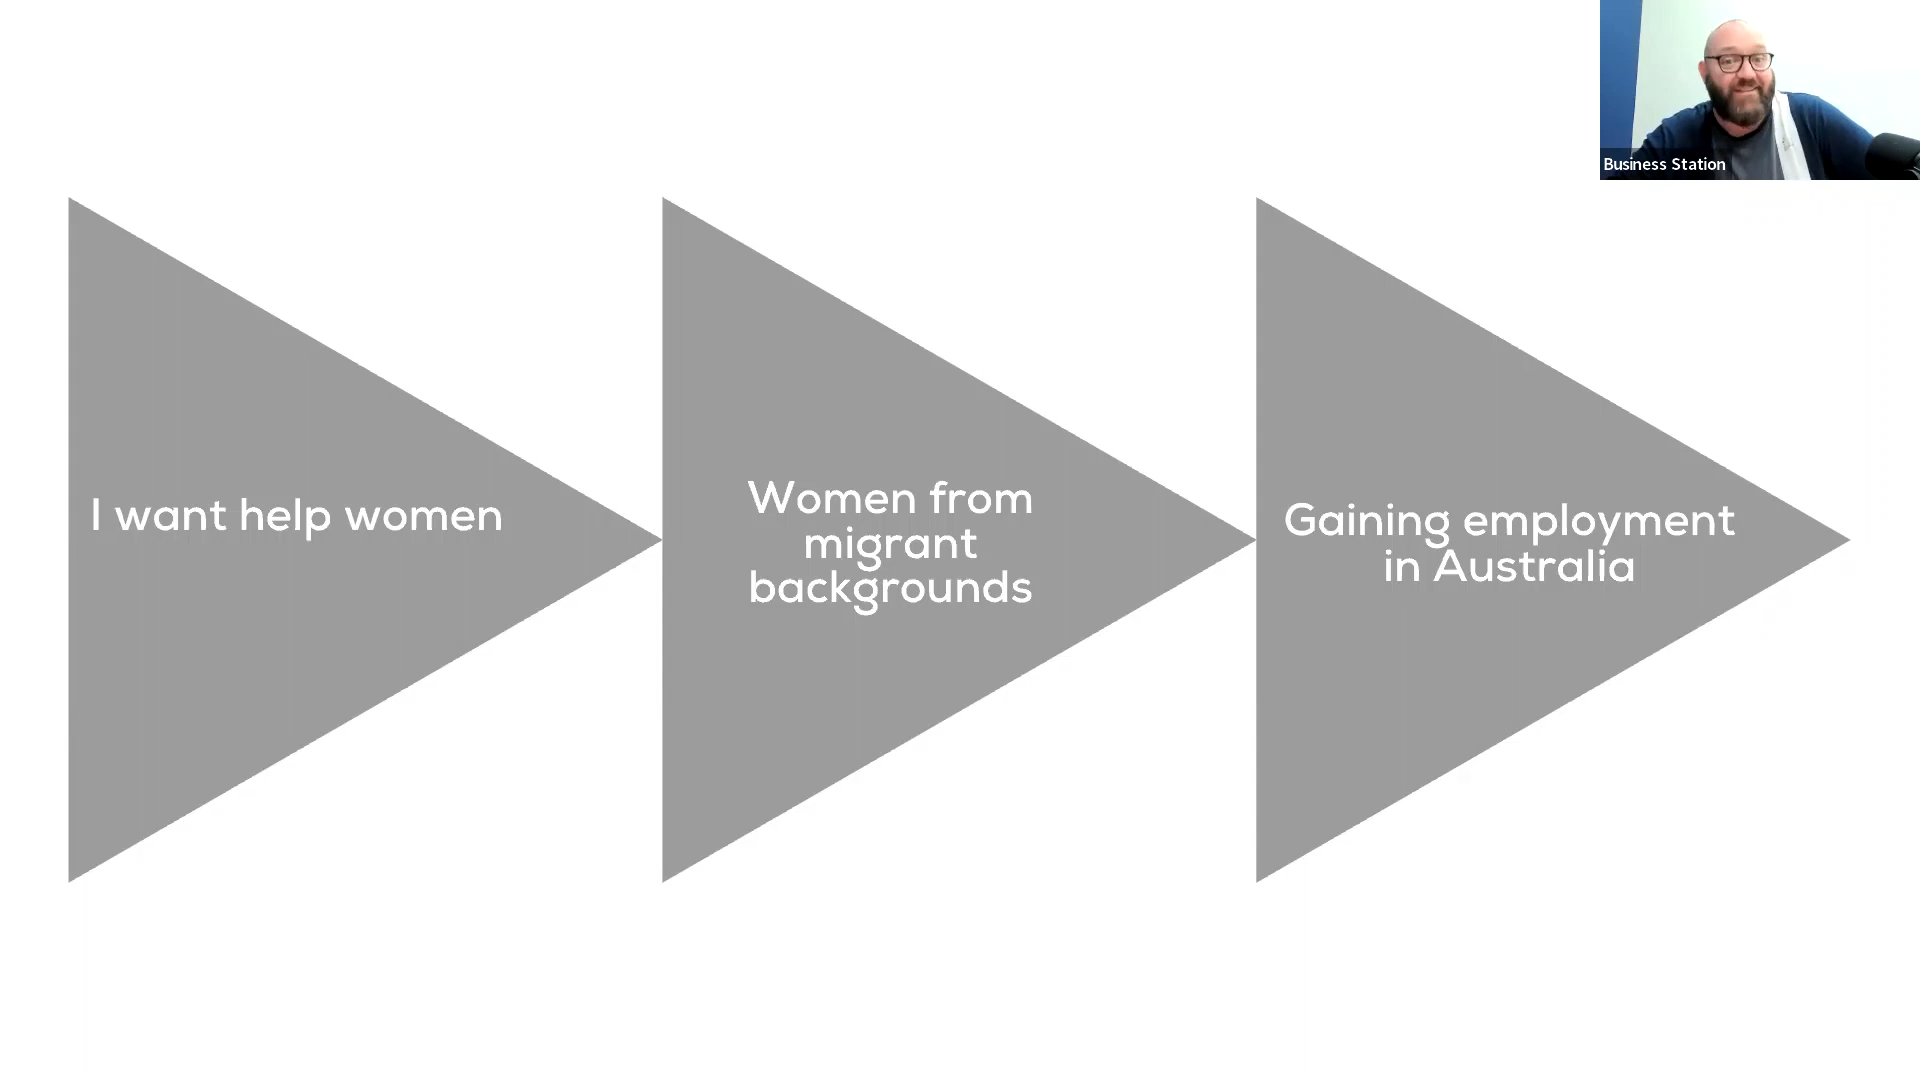 Business Station
I want help women
Women from
migrant
backgrounds
Gaining employment
in Australia